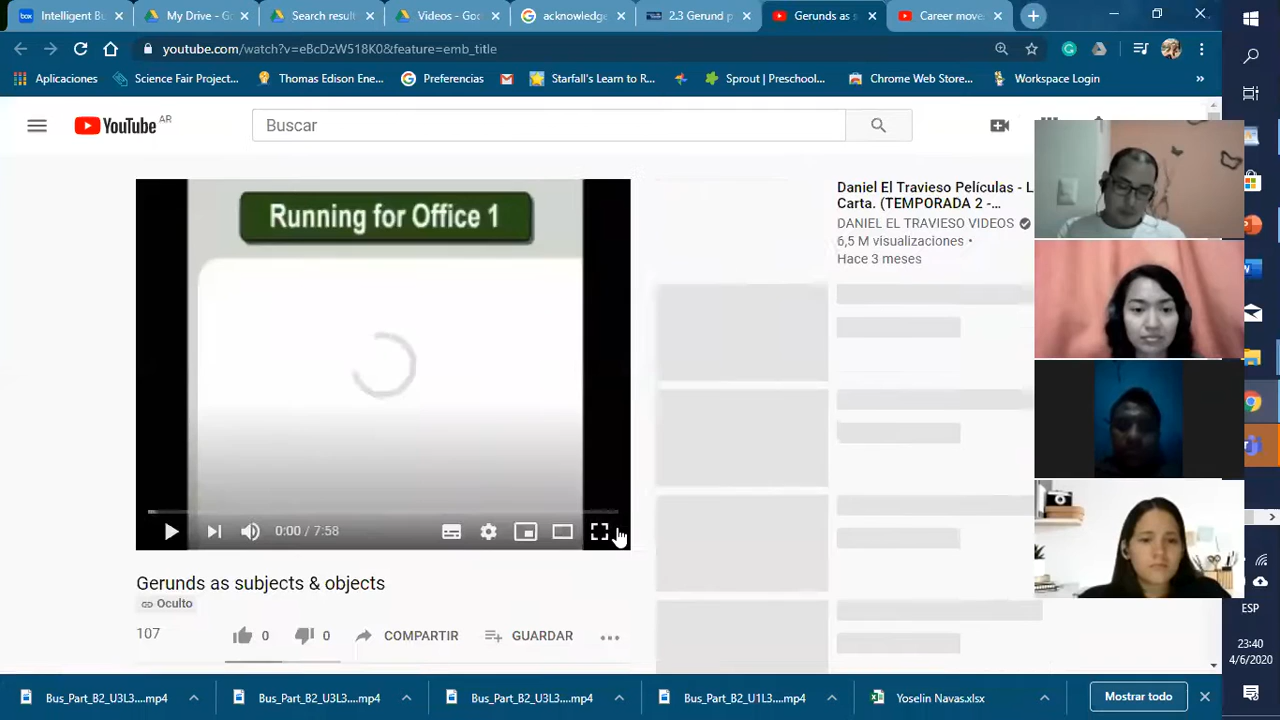 Intelligent Bu
My Drive - G
Search result
Videos - Goo
acknowledge
2.3 Gerund p
Gerunds as s
Career move
youtube.com/watch?v=eBcDzW518K0&feature=emb_title
Aplicaciones
Science Fair Project...
Thomas Edison Ene...
Preferencias
Starfall's Learn to R...
Sprout | Preschool...
Chrome Web Store...
Workspace Login
YouTube AR
Buscar
Running for Office 1
Daniel El Travieso Películas - L
Carta. (TEMPORADA 2 -...
DANIEL EL TRAVIESO VIDEOS
6,5 M visualizaciones •
Hace 3 meses
0:00 / 7:58
Gerunds as subjects & objects
Oculto
107
0
0
COMPARTIR
GUARDAR
ESP
23:40
4/6/2020
Bus_Part_B2_U3L3....mp4
Bus_Part_B2_U3L3....mp4
Bus_Part_B2_U3L3....mp4
Bus_Part_B2_U1L3....mp4
Yoselin Navas.xlsx
Mostrar todo